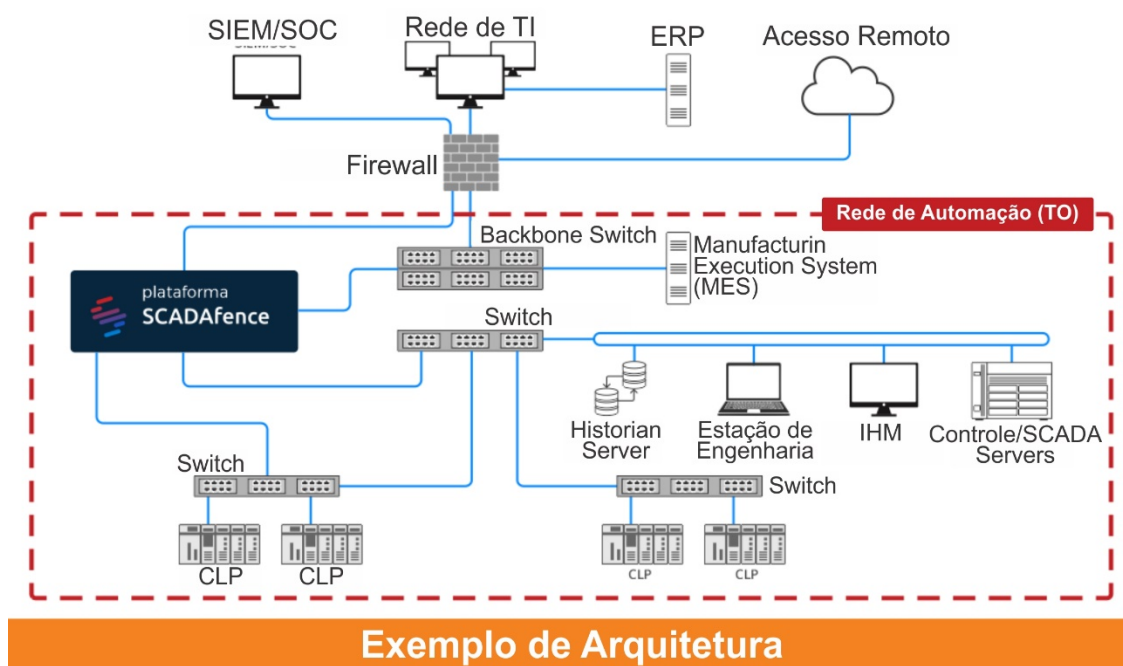 SIEM/SOC
SIEM/SOC
Rede de TI
ERP
Acesso Remoto
Firewall
Rede de Automação (TO)
Backbone Switch
Manufacturin
Execution System
(MES)
plataforma
SCADAfence
Switch
Historian
Server
Estação de
Engenharia
IHM
Controle/SCADA
Servers
Switch
Switch
CLP
CLP
CLP
CLP
Exemplo de Arquitetura